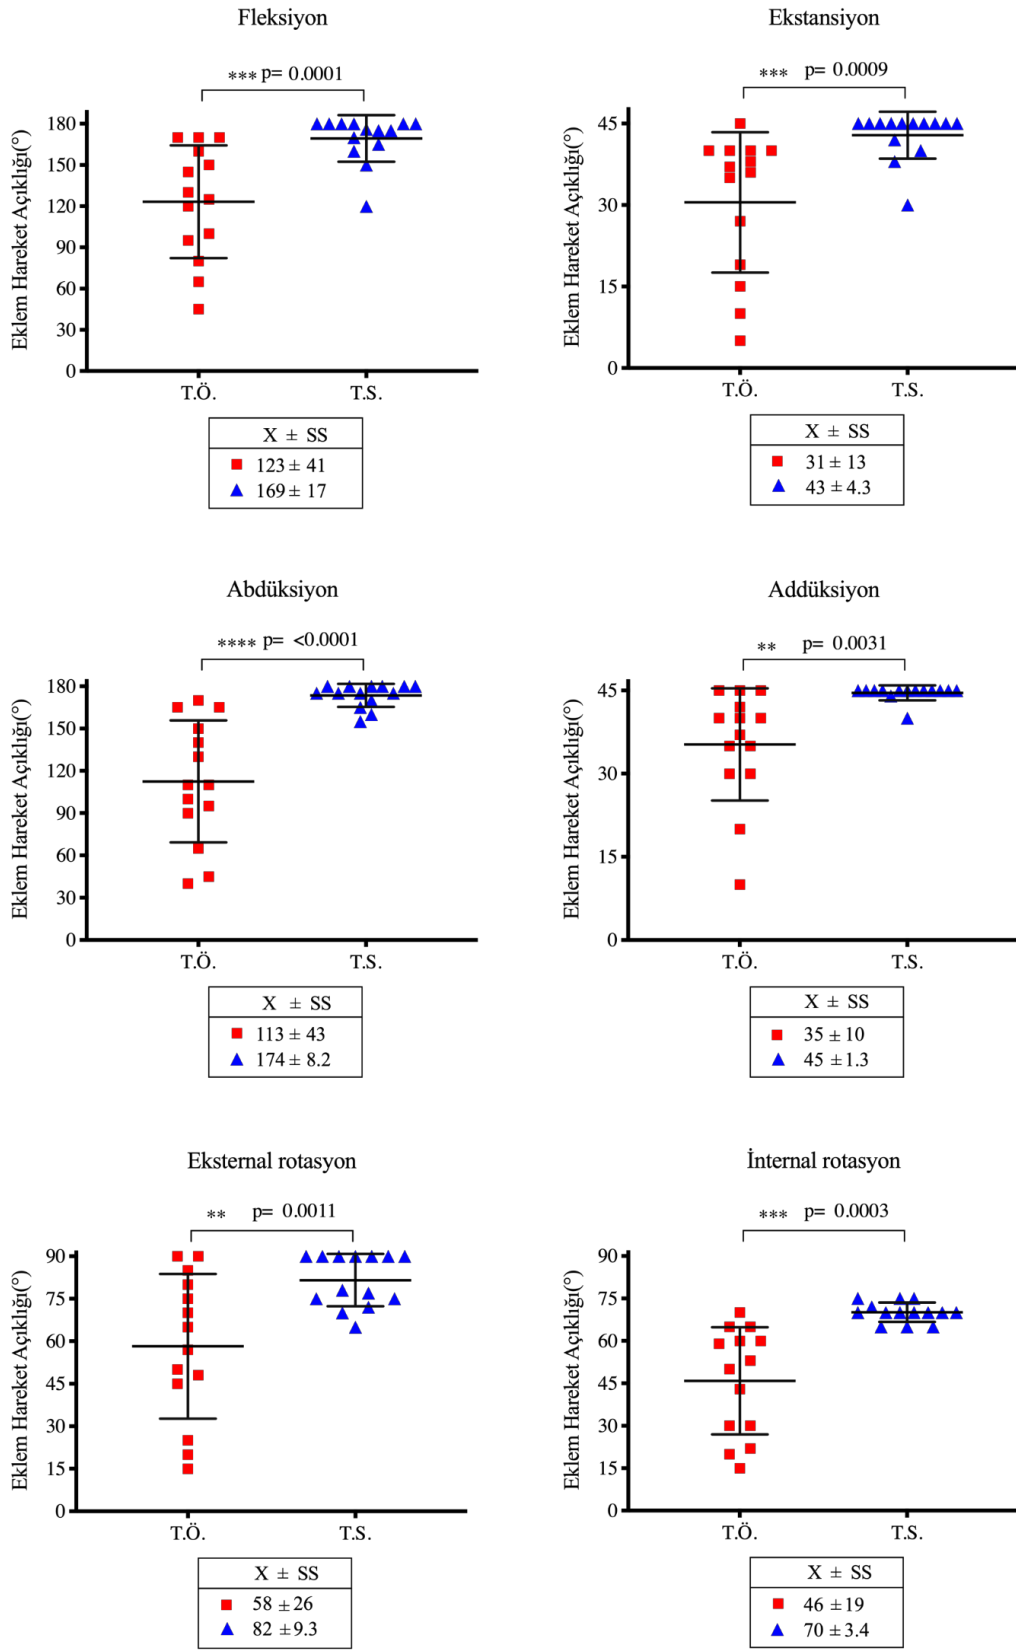 Fleksiyon
*** p= 0.0001
Eklem Hareket Açıklığı(°)
180
150
120
90
60
30
0
T.Ö. T.S.
X ± SS
123 ± 41
169 ± 17
Ekstansiyon
*** p= 0.0009
Eklem Hareket Açıklığı(°)
45
30
15
0
T.Ö. T.S.
X ± SS
31 ± 13
43 ± 4.3
Abdüksiyon
**** p= <0.0001
Eklem Hareket Açıklığı(°)
180
150
120
90
60
30
0
T.Ö. T.S.
X ± SS
113 ± 43
174 ± 8.2
Addüksiyon
** p= 0.0031
Eklem Hareket Açıklığı(°)
45
30
15
0
T.Ö. T.S.
X ± SS
35 ± 10
45 ± 1.3
Eksternal rotasyon
** p= 0.0011
Eklem Hareket Açıklığı(°)
90
75
60
45
30
15
0
T.Ö. T.S.
X ± SS
58 ± 26
82 ± 9.3
İnternal rotasyon
*** p= 0.0003
Eklem Hareket Açıklığı(°)
90
75
60
45
30
15
0
T.Ö. T.S.
X ± SS
46 ± 19
70 ± 3.4